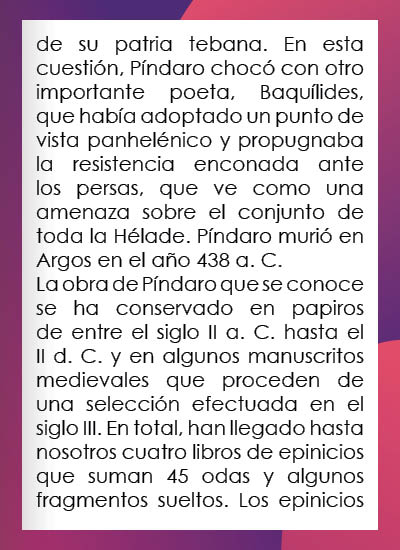 de su patria tebana. En esta
cuestión, Píndaro chocó con otro
importante poeta, Baquílides,
que había adoptado un punto de
vista panhelénico y propugnaba
la resistencia enconada ante
los persas, que ve como una
amenaza sobre el conjunto de
toda la Hélade. Píndaro murió en
Argos en el año 438 a. C.
La obra de Píndaro que se conoce
se ha conservado en papiros
de entre el siglo II a. C. hasta el
II d. C. y en algunos manuscritos
medievales que proceden de
una selección efectuada en el
siglo III. En total, han llegado hasta
nosotros cuatro libros de epinicios
que suman 45 odas y algunos
fragmentos sueltos. Los epinicios